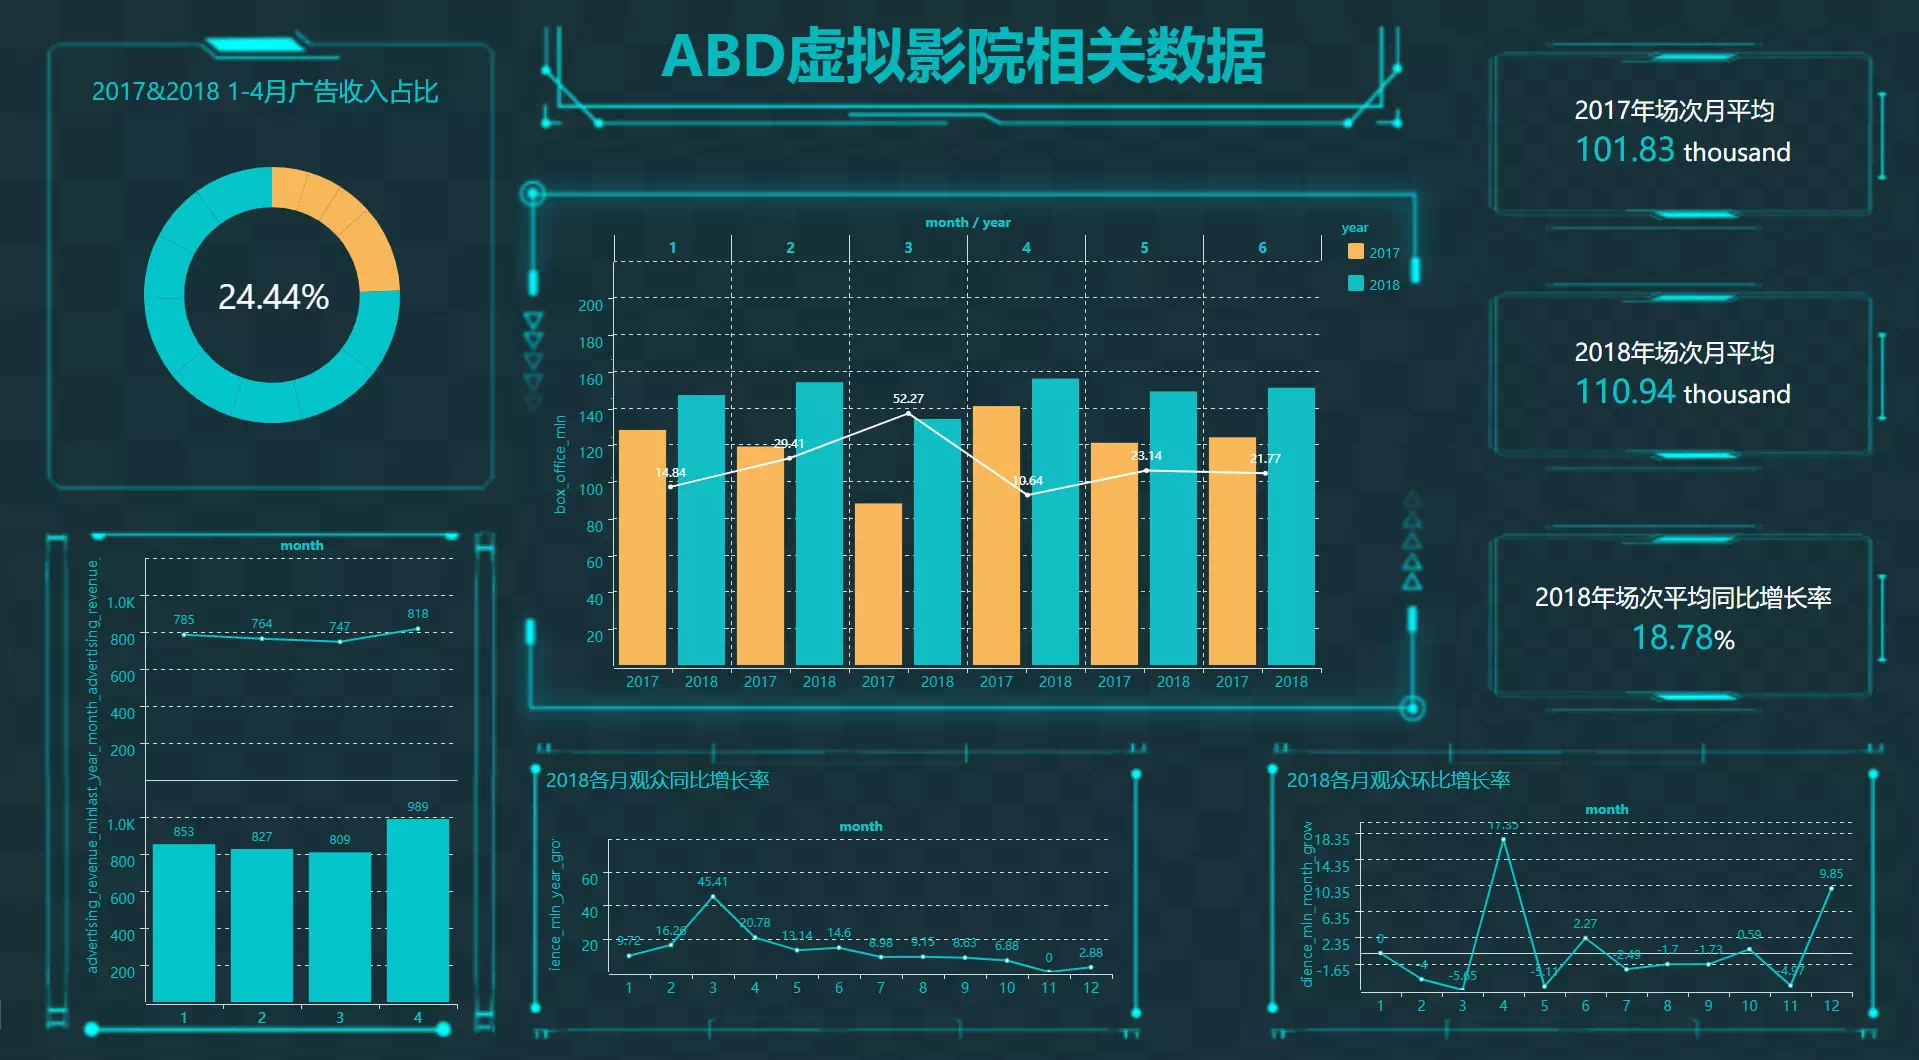 ABD虚拟影院相关数据
2017&2018 1-4月广告收入占比
24.44%
month
advertising_revenue_mlnlast_year_month_advertising_revenue
1.0K
800
600
400
200
785
764
747
818
1.0K
800
600
400
200
853
827
809
989
1 2 3 4
month / year
1 2 3 4 5 6
year
2017
2018
box_office_mln
200
180
160
140
120
100
80
60
40
20
14.84
29.41
52.27
10.64
23.14
21.77
2017 2018 2017 2018 2017 2018 2017 2018 2017 2018 2017 2018
2017年场次月平均
101.83 thousand
2018年场次月平均
110.94 thousand
2018年场次平均同比增长率
18.78%
2018各月观众同比增长率
month
ience_mln_year_gro
60
40
20
9.72
16.26
45.41
20.78
13.14
14.6
8.98
9.15
8.63
6.88
0
2.88
1 2 3 4 5 6 7 8 9 10 11 12
2018各月观众环比增长率
month
dience_mln_month_grow
18.35
14.35
10.35
6.35
2.35
-1.65
0
-4
-5.65
17.35
-5.11
2.27
-2.49
-1.7
-1.73
0.59
-4.97
9.85
1 2 3 4 5 6 7 8 9 10 11 12